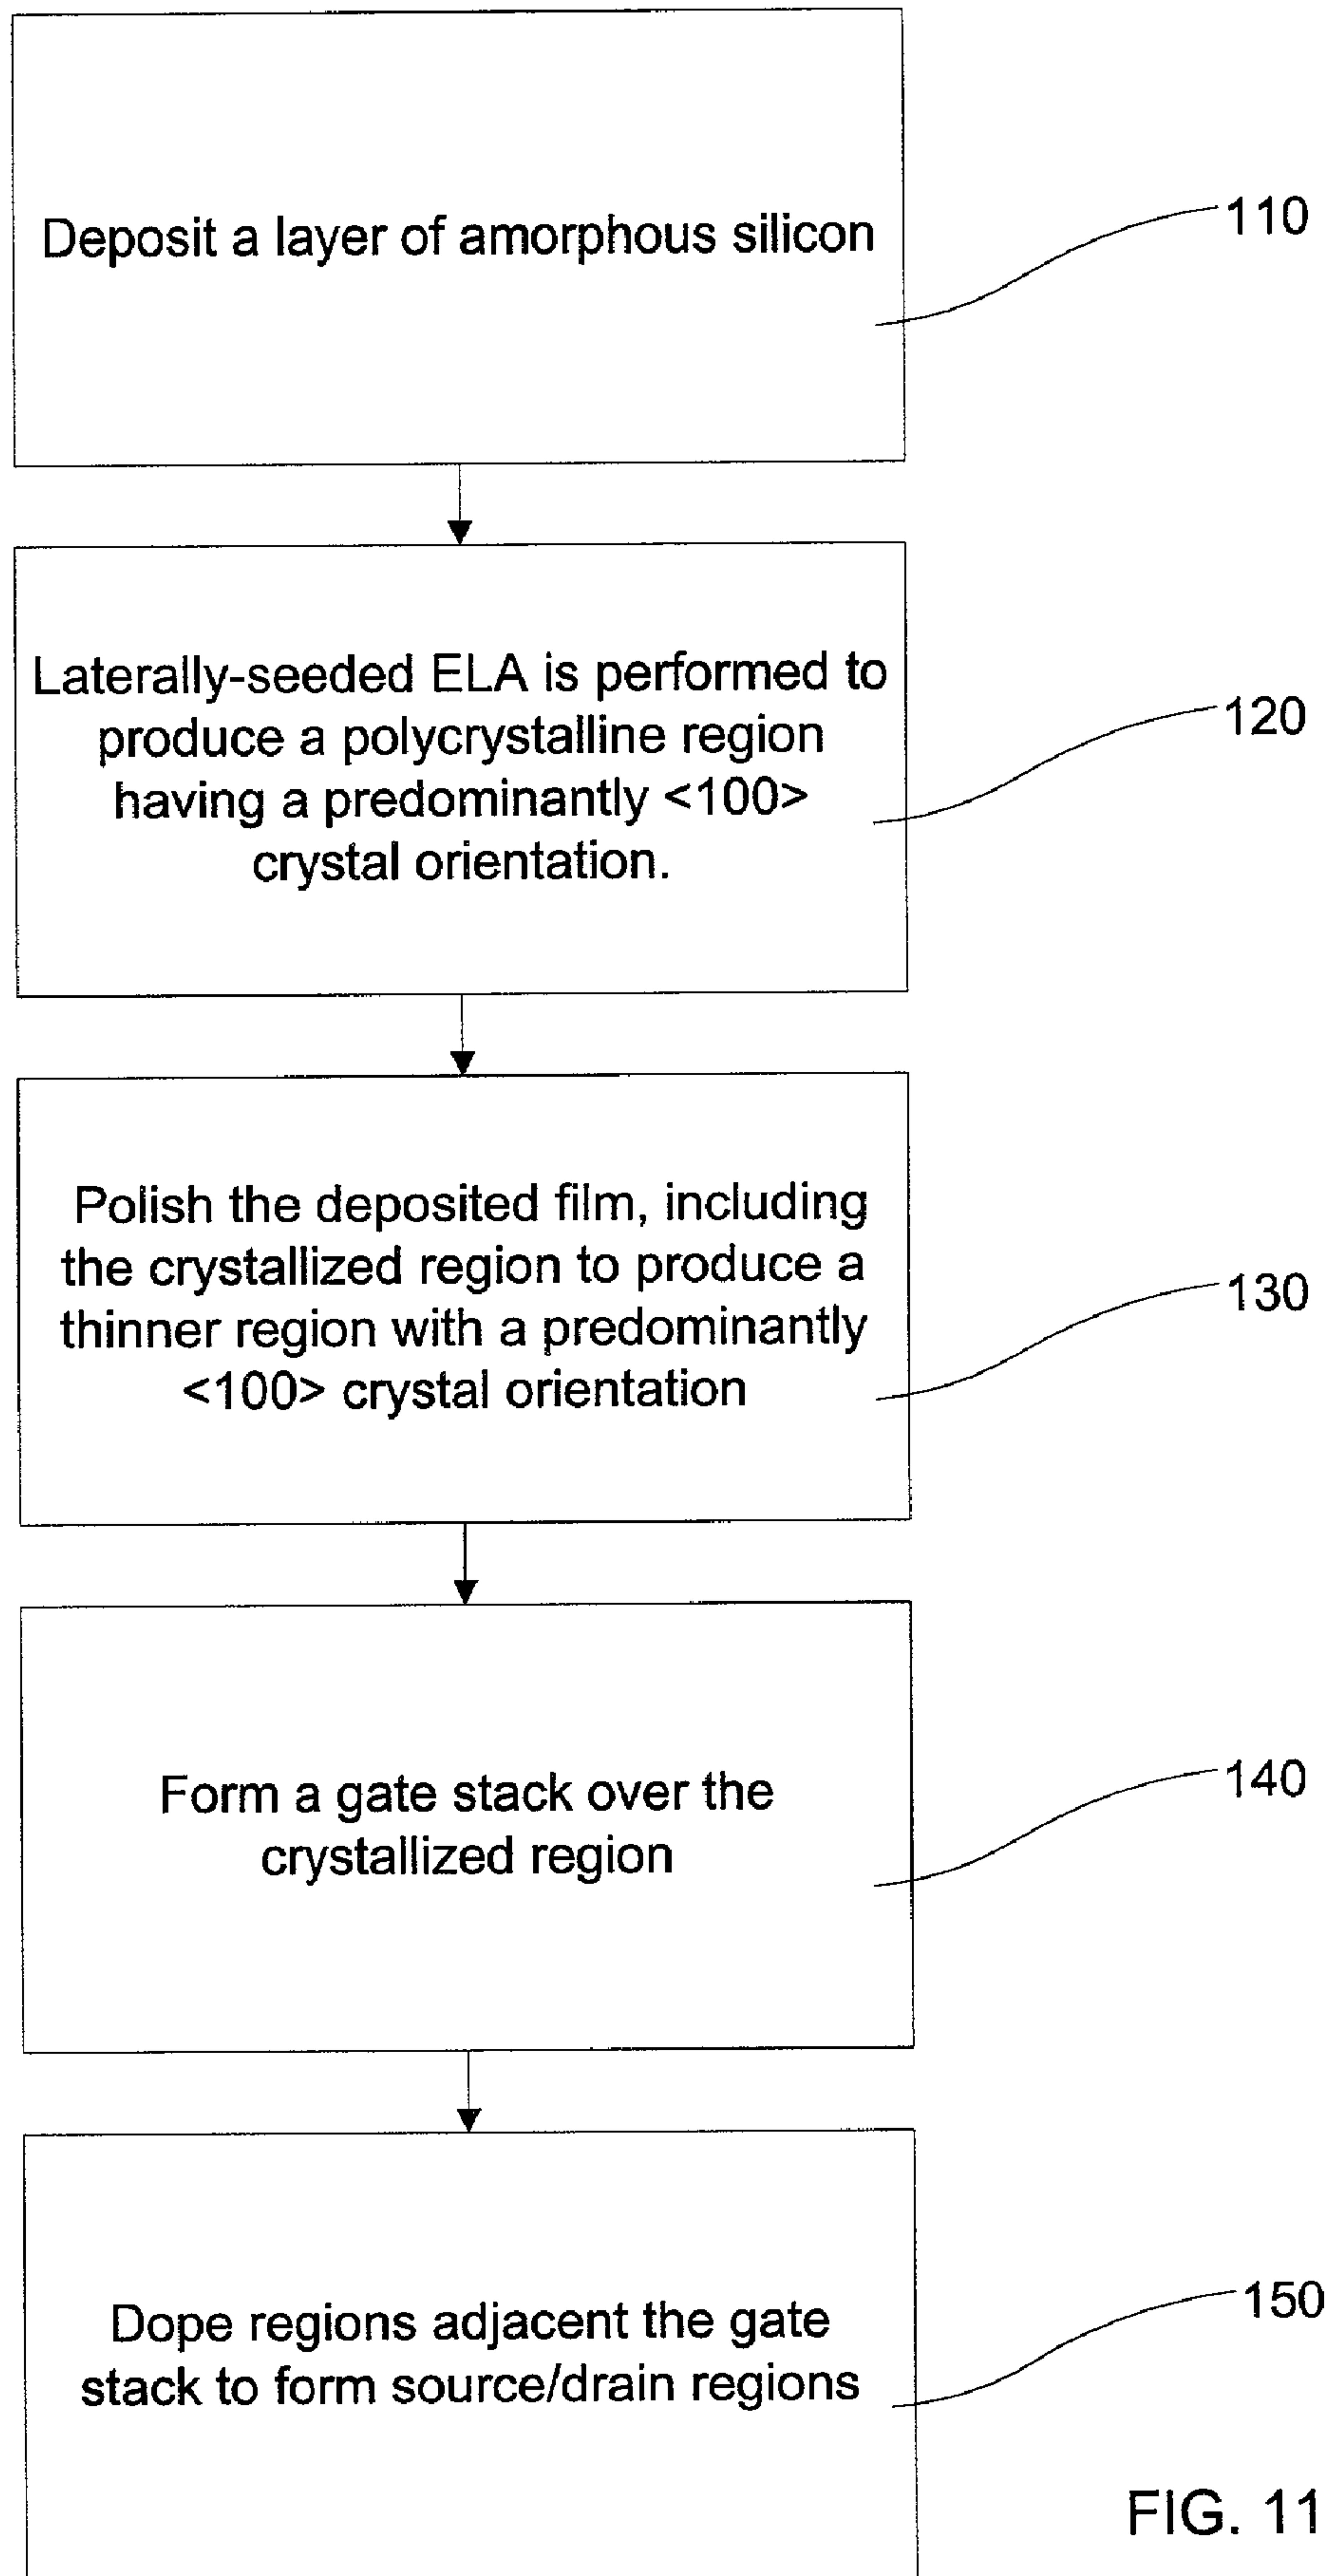 Deposit a layer of amorphous silicon
110
Laterally-seeded ELA is performed to
produce a polycrystalline region
having a predominantly <100>
crystal orientation.
120
Polish the deposited film, including
the crystallized region to produce a
thinner region with a predominantly
<100> crystal orientation
130
Form a gate stack over the
crystallized region
140
Dope regions adjacent the gate
stack to form source/drain regions
150
FIG. 11